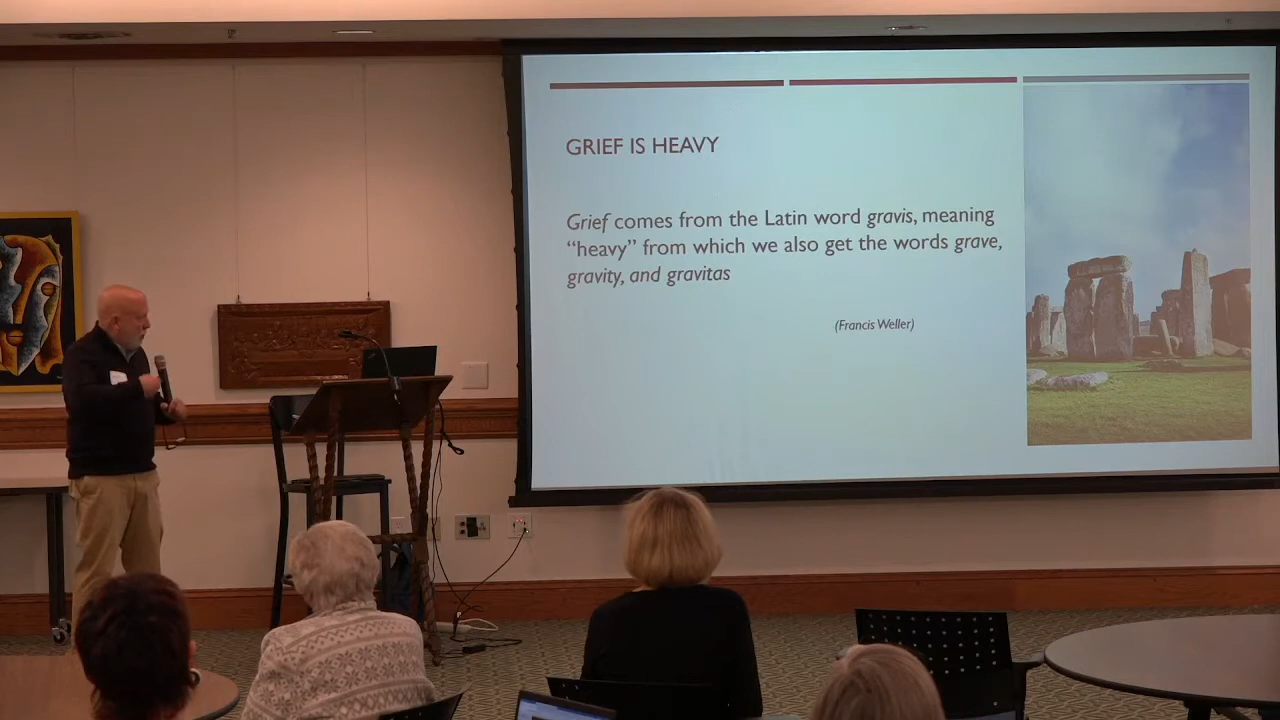 GRIEF IS HEAVY
Grief comes from the Latin word gravis, meaning
“heavy” from which we also get the words grave,
gravity, and gravitas
(Francis Weller)